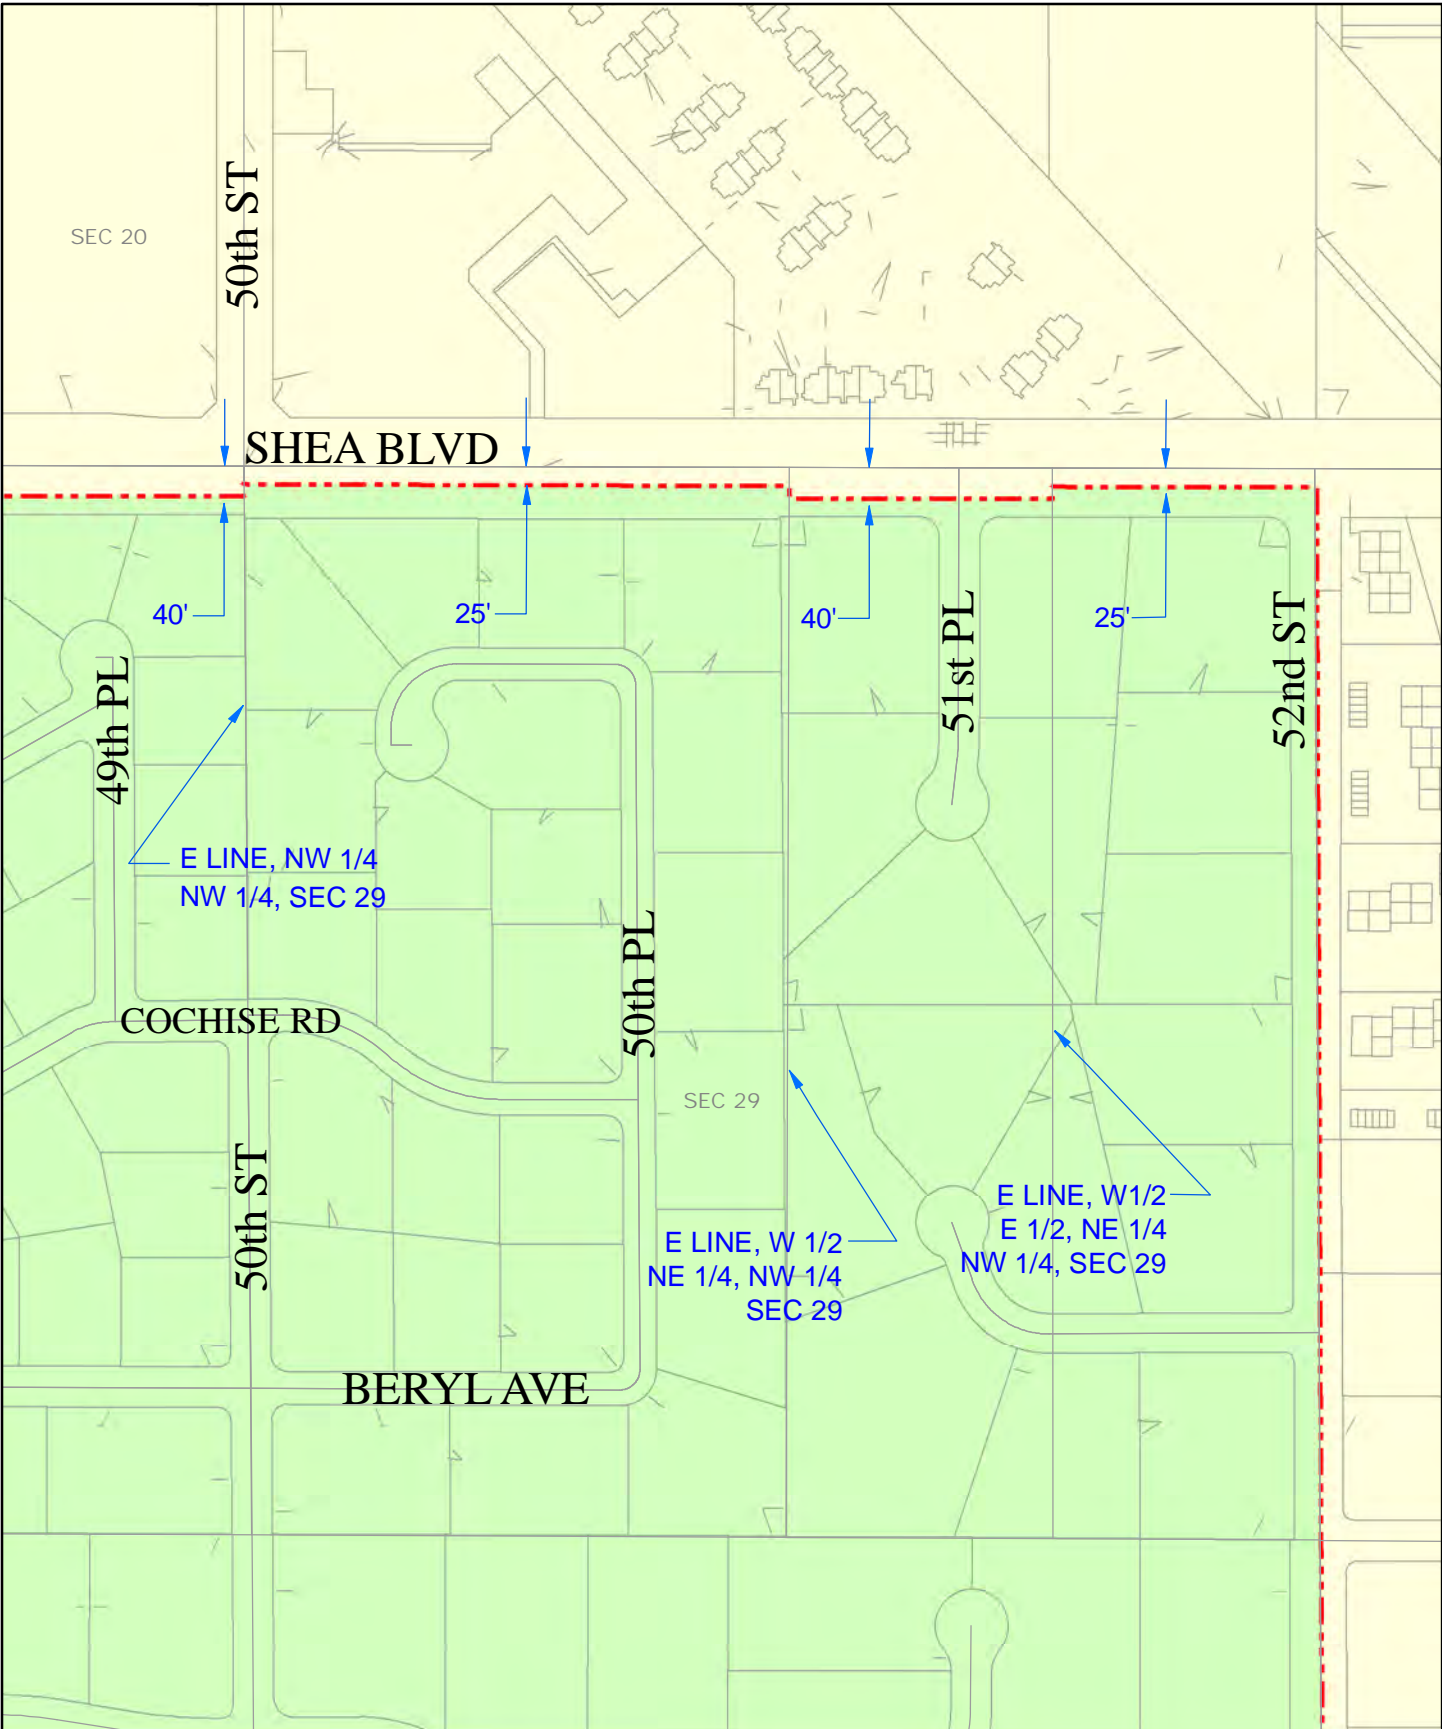 50th ST
SEC 20
SHEA BLVD
40'
25'
40'
25'
51st PL
52nd ST
49th PL
E LINE, NW 1/4
NW 1/4, SEC 29
50th PL
COCHISE RD
SEC 29
50th ST
E LINE, W1/2
E 1/2, NE 1/4
NW 1/4, SEC 29
E LINE, W 1/2
NE 1/4, NW 1/4
SEC 29
BERYL AVE